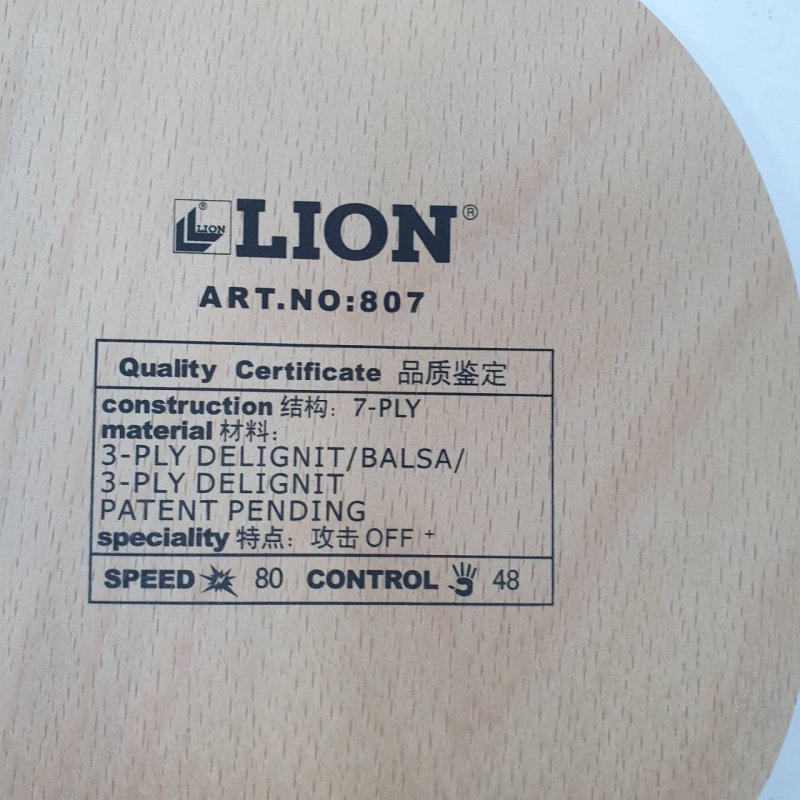 LION®
LION®
ART.NO:807
Quality Certificate 品质鉴定
construction 结构: 7-PLY
material 材料:
3-PLY DELIGNIT/BALSA/
3-PLY DELIGNIT
PATENT PENDING
speciality 特点: 攻击 OFF +
SPEED 80 CONTROL 48